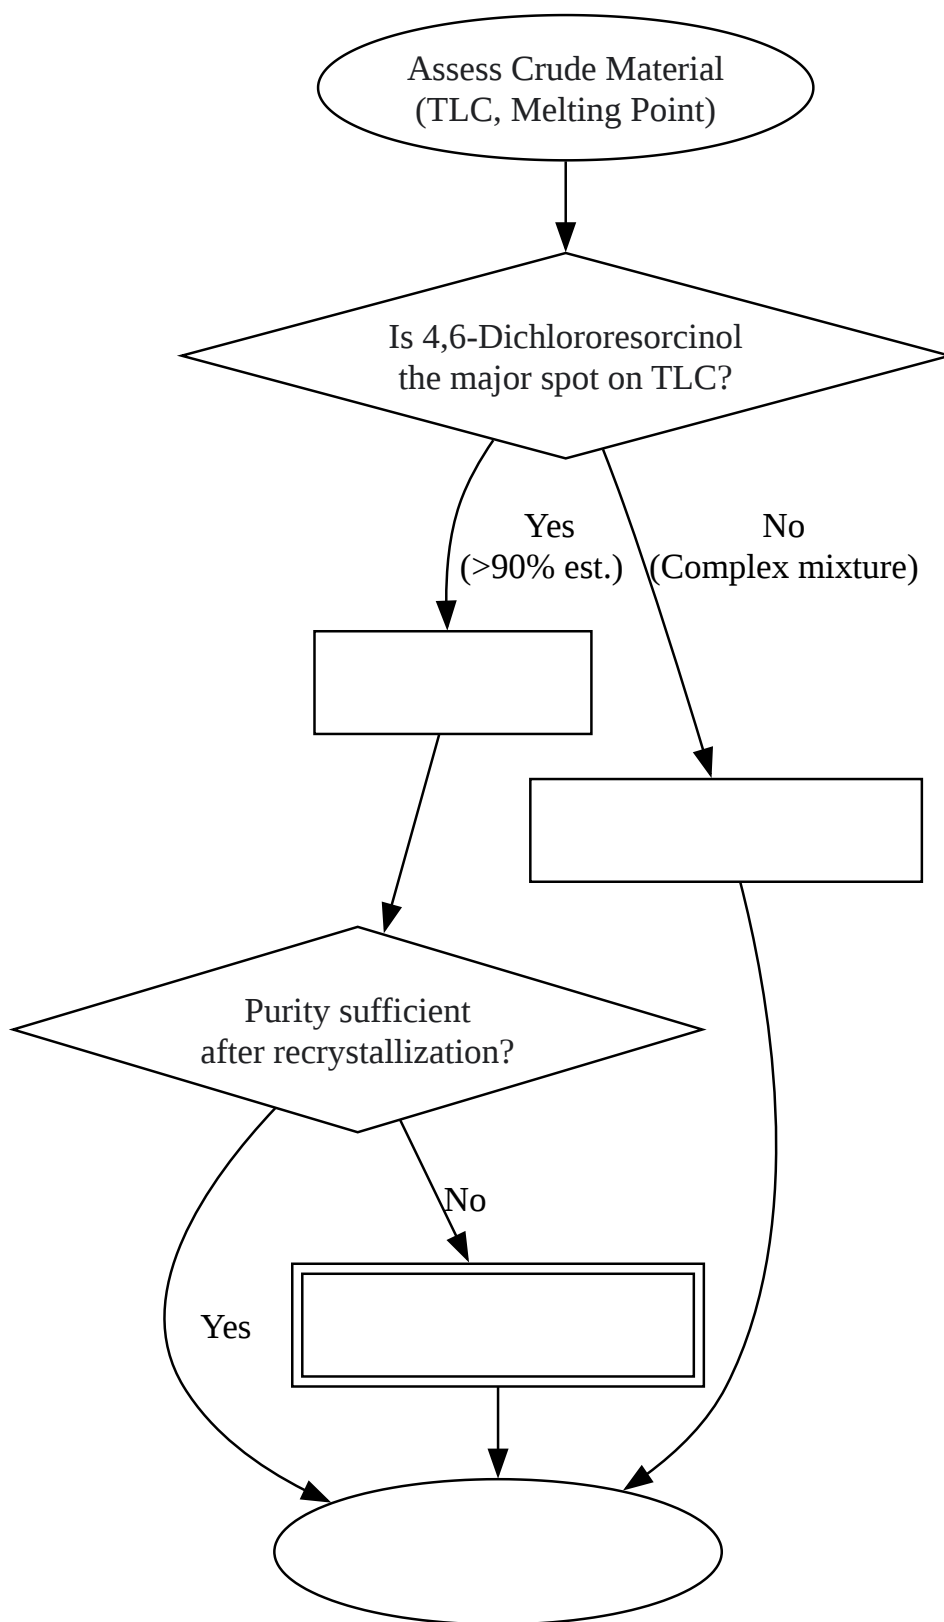 Assess Crude Material
(TLC, Melting Point)
Is 4,6-Dichlororesorcinol
the major spot on TLC?
Yes
(>90% est.)
No
(Complex mixture)
Purity sufficient
after recrystallization?
No
Yes